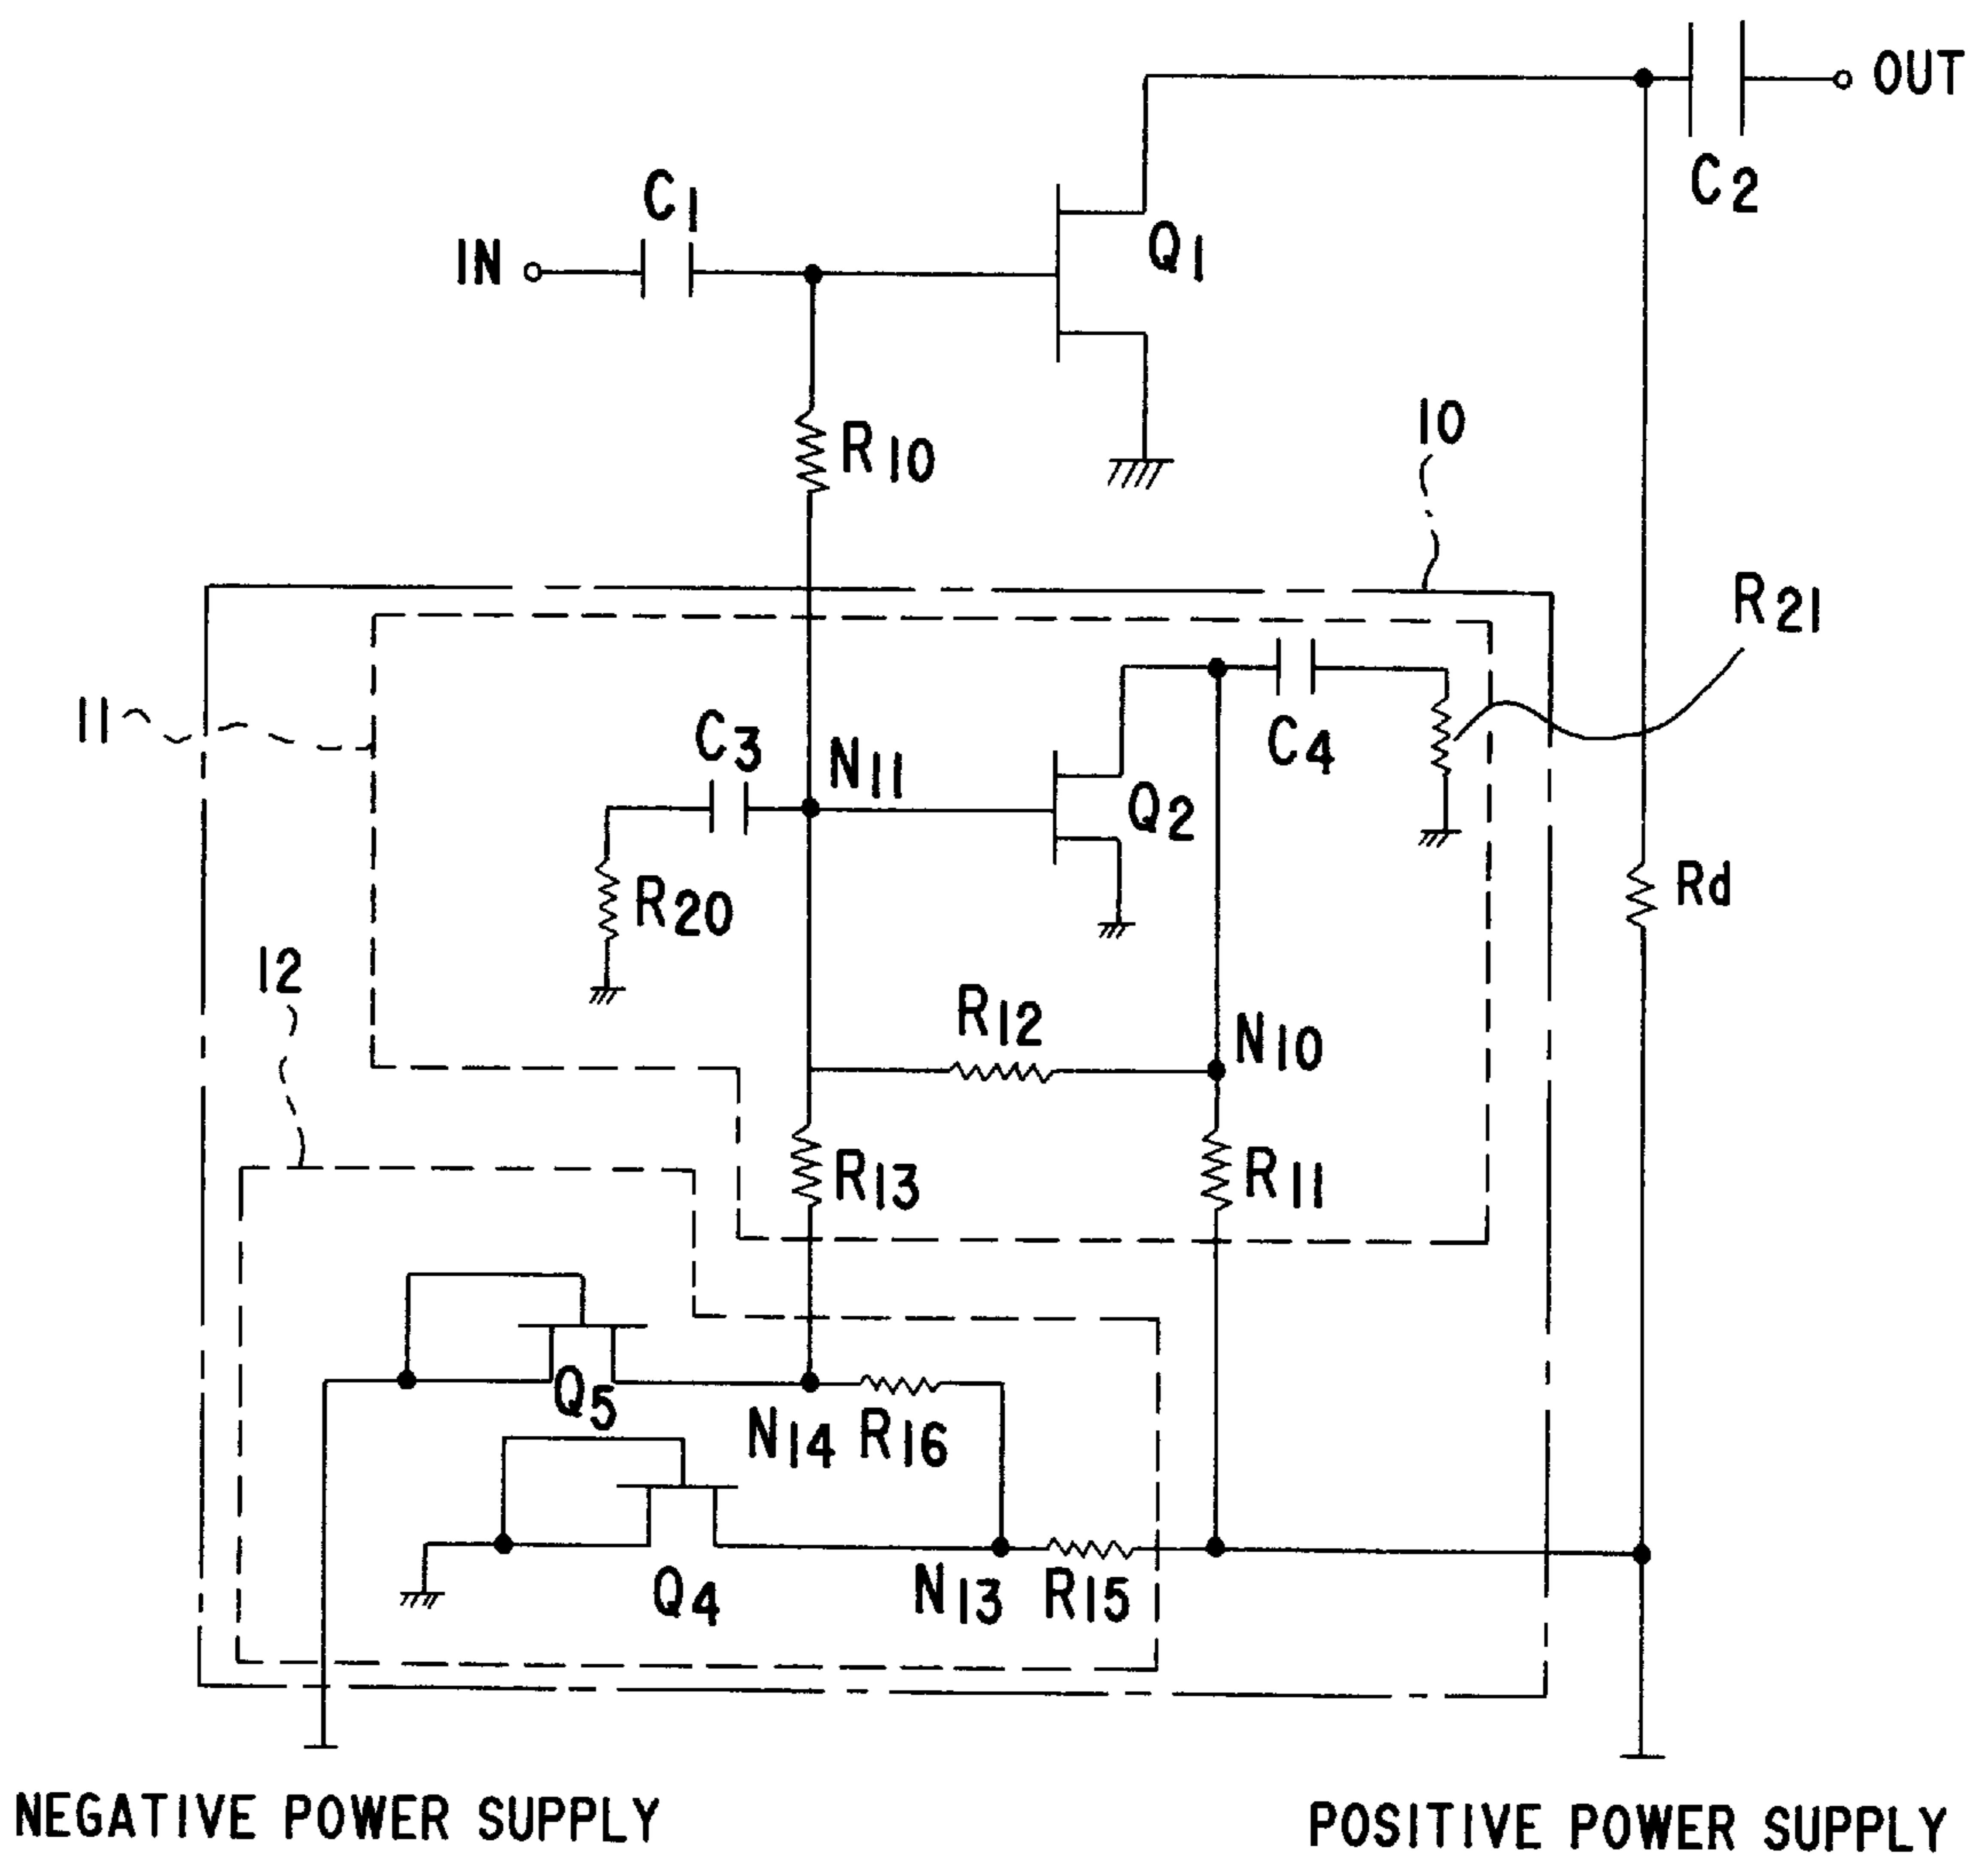 OUT
C2
C1
IN
Q1
10
R10
R21
11
C3
N11
C4
Q2
Rd
R20
12
R12
N10
R13
R11
Q5
N14
R16
Q4
N13
R15
NEGATIVE POWER SUPPLY
POSITIVE POWER SUPPLY